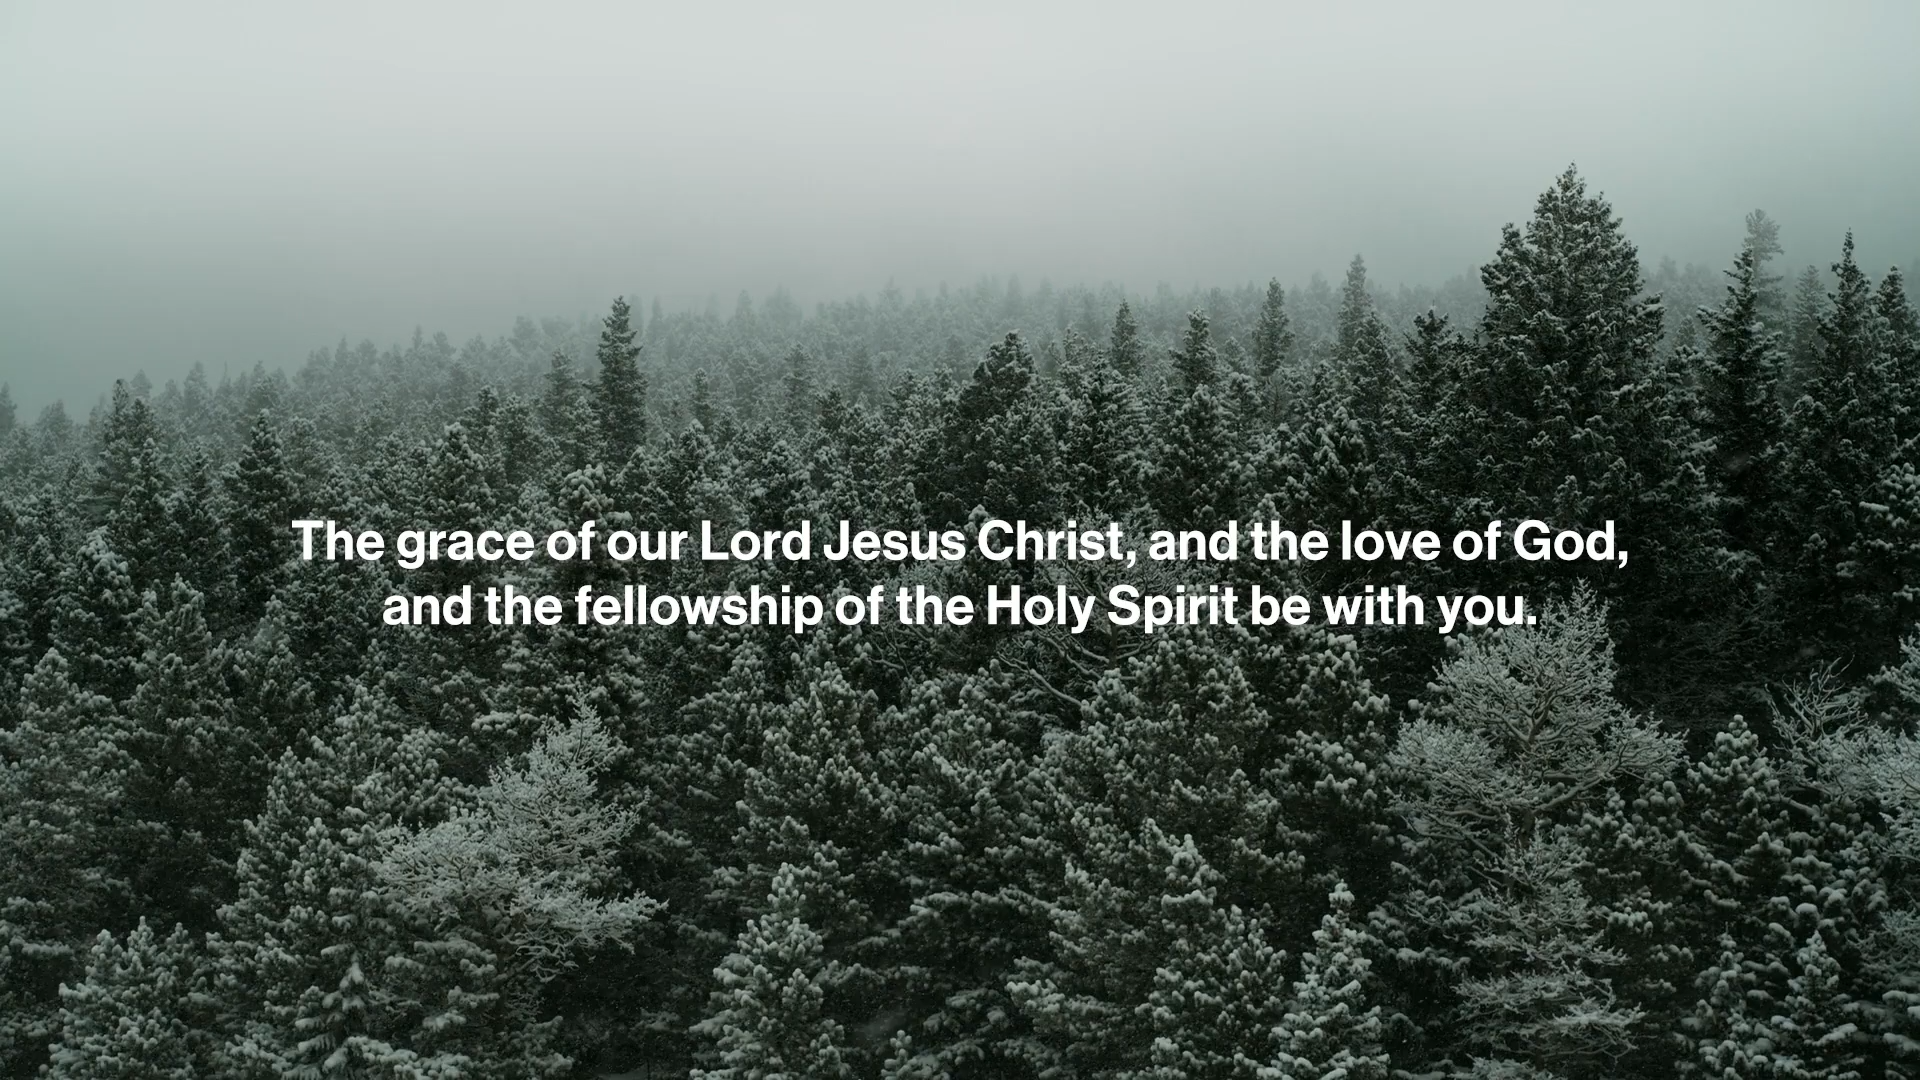 The grace of our Lord Jesus Christ, and the love of God,
and the fellowship of the Holy Spirit be with you.